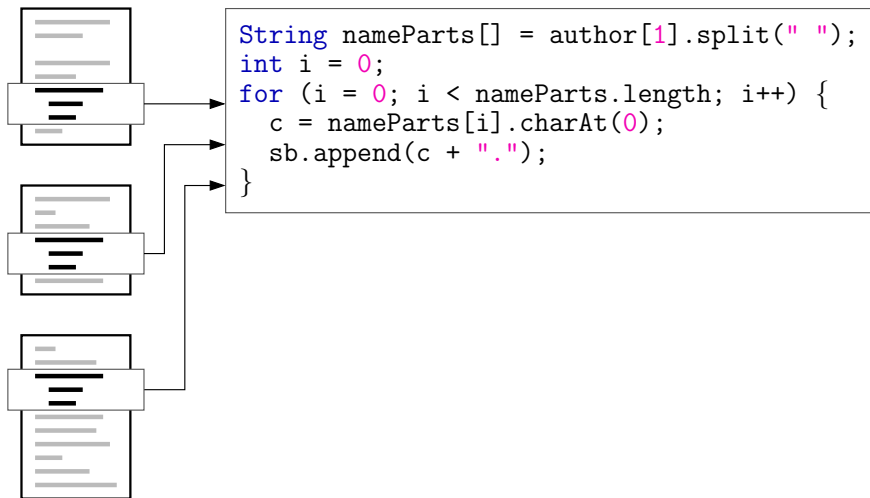 String nameParts[] = author[1].split(" ");
int i = 0;
for (i = 0; i < nameParts.length; i++) {
  c = nameParts[i].charAt(0);
  sb.append(c + ".");
}